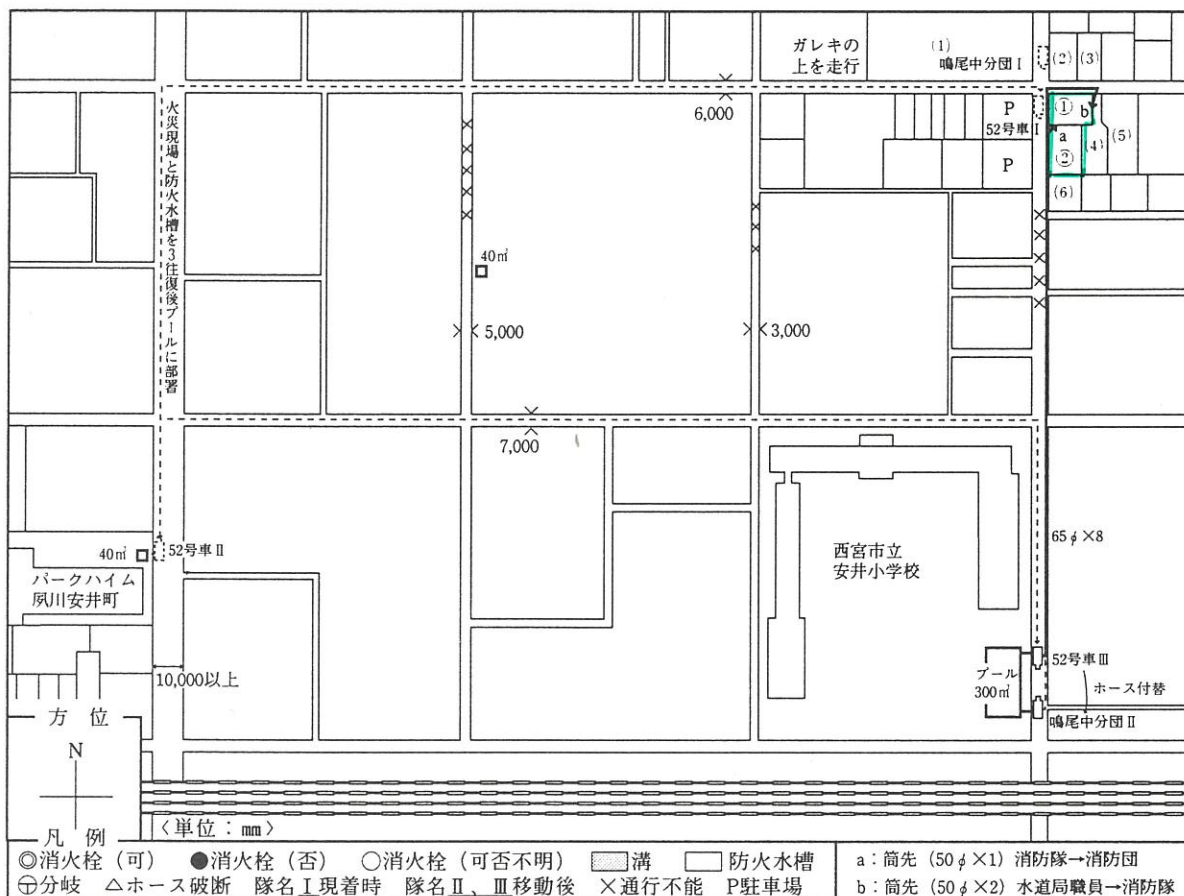 ガレキの
上を走行
(1)
鳴尾中分団Ⅰ
(2)
(3)
6,000
P
52号車Ⅰ
P
①
b
a
②
(4)
(5)
(6)
火災現場と防火水槽を3往復後プールに部署
40㎥
5,000
3,000
7,000
65φ×8
40㎥
52号車Ⅱ
パークハイム
夙川安井町
西宮市立
安井小学校
10,000以上
プール
300㎥
52号車Ⅲ
ホース付替
鳴尾中分団Ⅱ
方位
N
凡例
〈単位:㎜〉
◎消火栓(可) ●消火栓(否) ○消火栓(可否不明) 溝 防火水槽
分岐 △ホース破断 隊名Ⅰ現着時 隊名Ⅱ、Ⅲ移動後 ×通行不能 P駐車場
a:筒先(50φ×1)消防隊→消防団
b:筒先(50φ×2)水道局職員→消防隊